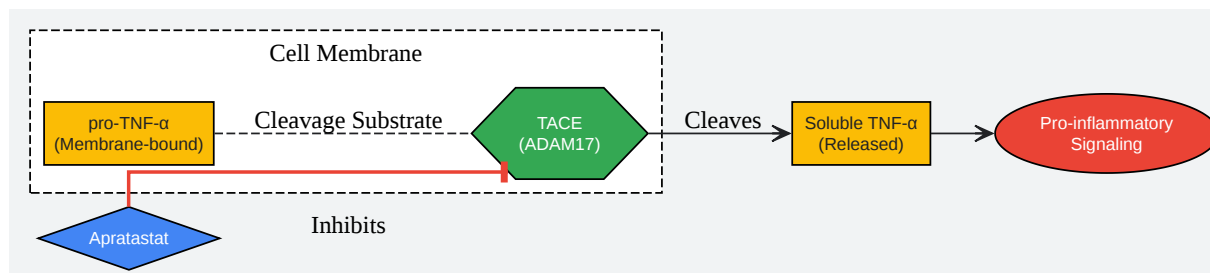 Cell Membrane
pro-TNF-α
(Membrane-bound)
Cleavage Substrate
TACE
(ADAM17)
Cleaves
Soluble TNF-α
(Released)
Pro-inflammatory
Signaling
Inhibits
Apratastat